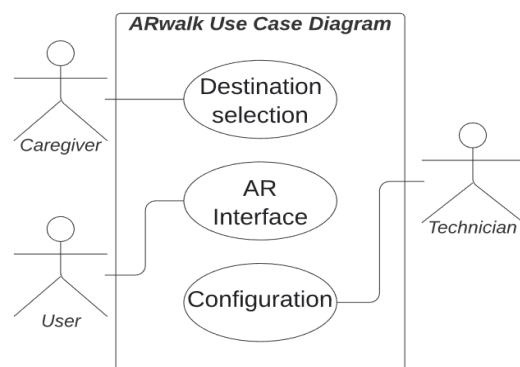 ARwalk Use Case Diagram
Destination
selection
Caregiver
AR
Interface
Technician
User
Configuration